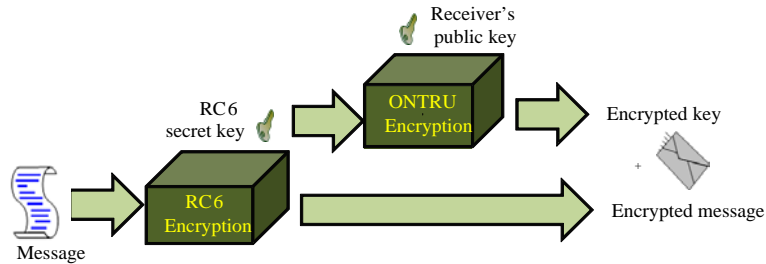 Receiver's
public key
RC6
secret key
ONTRU
Encryption
Encrypted key
+
RC6
Encryption
Encrypted message
Message